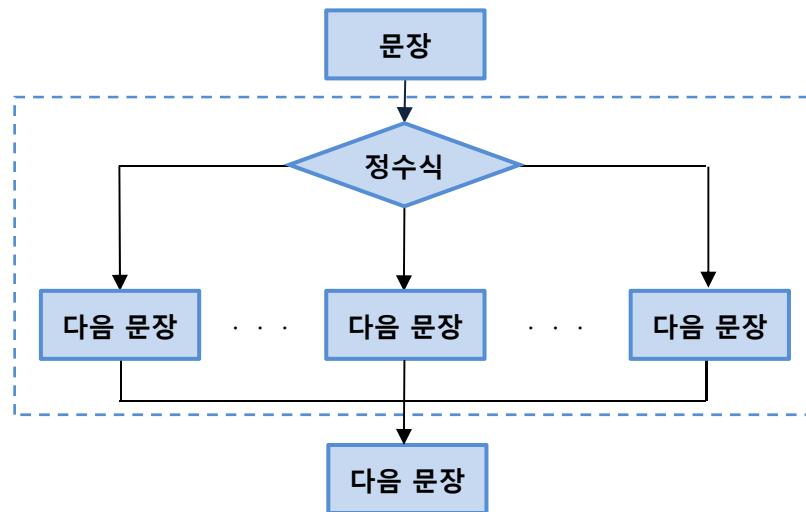 문장
정수식
다음 문장 . . . 다음 문장 . . . 다음 문장
다음 문장